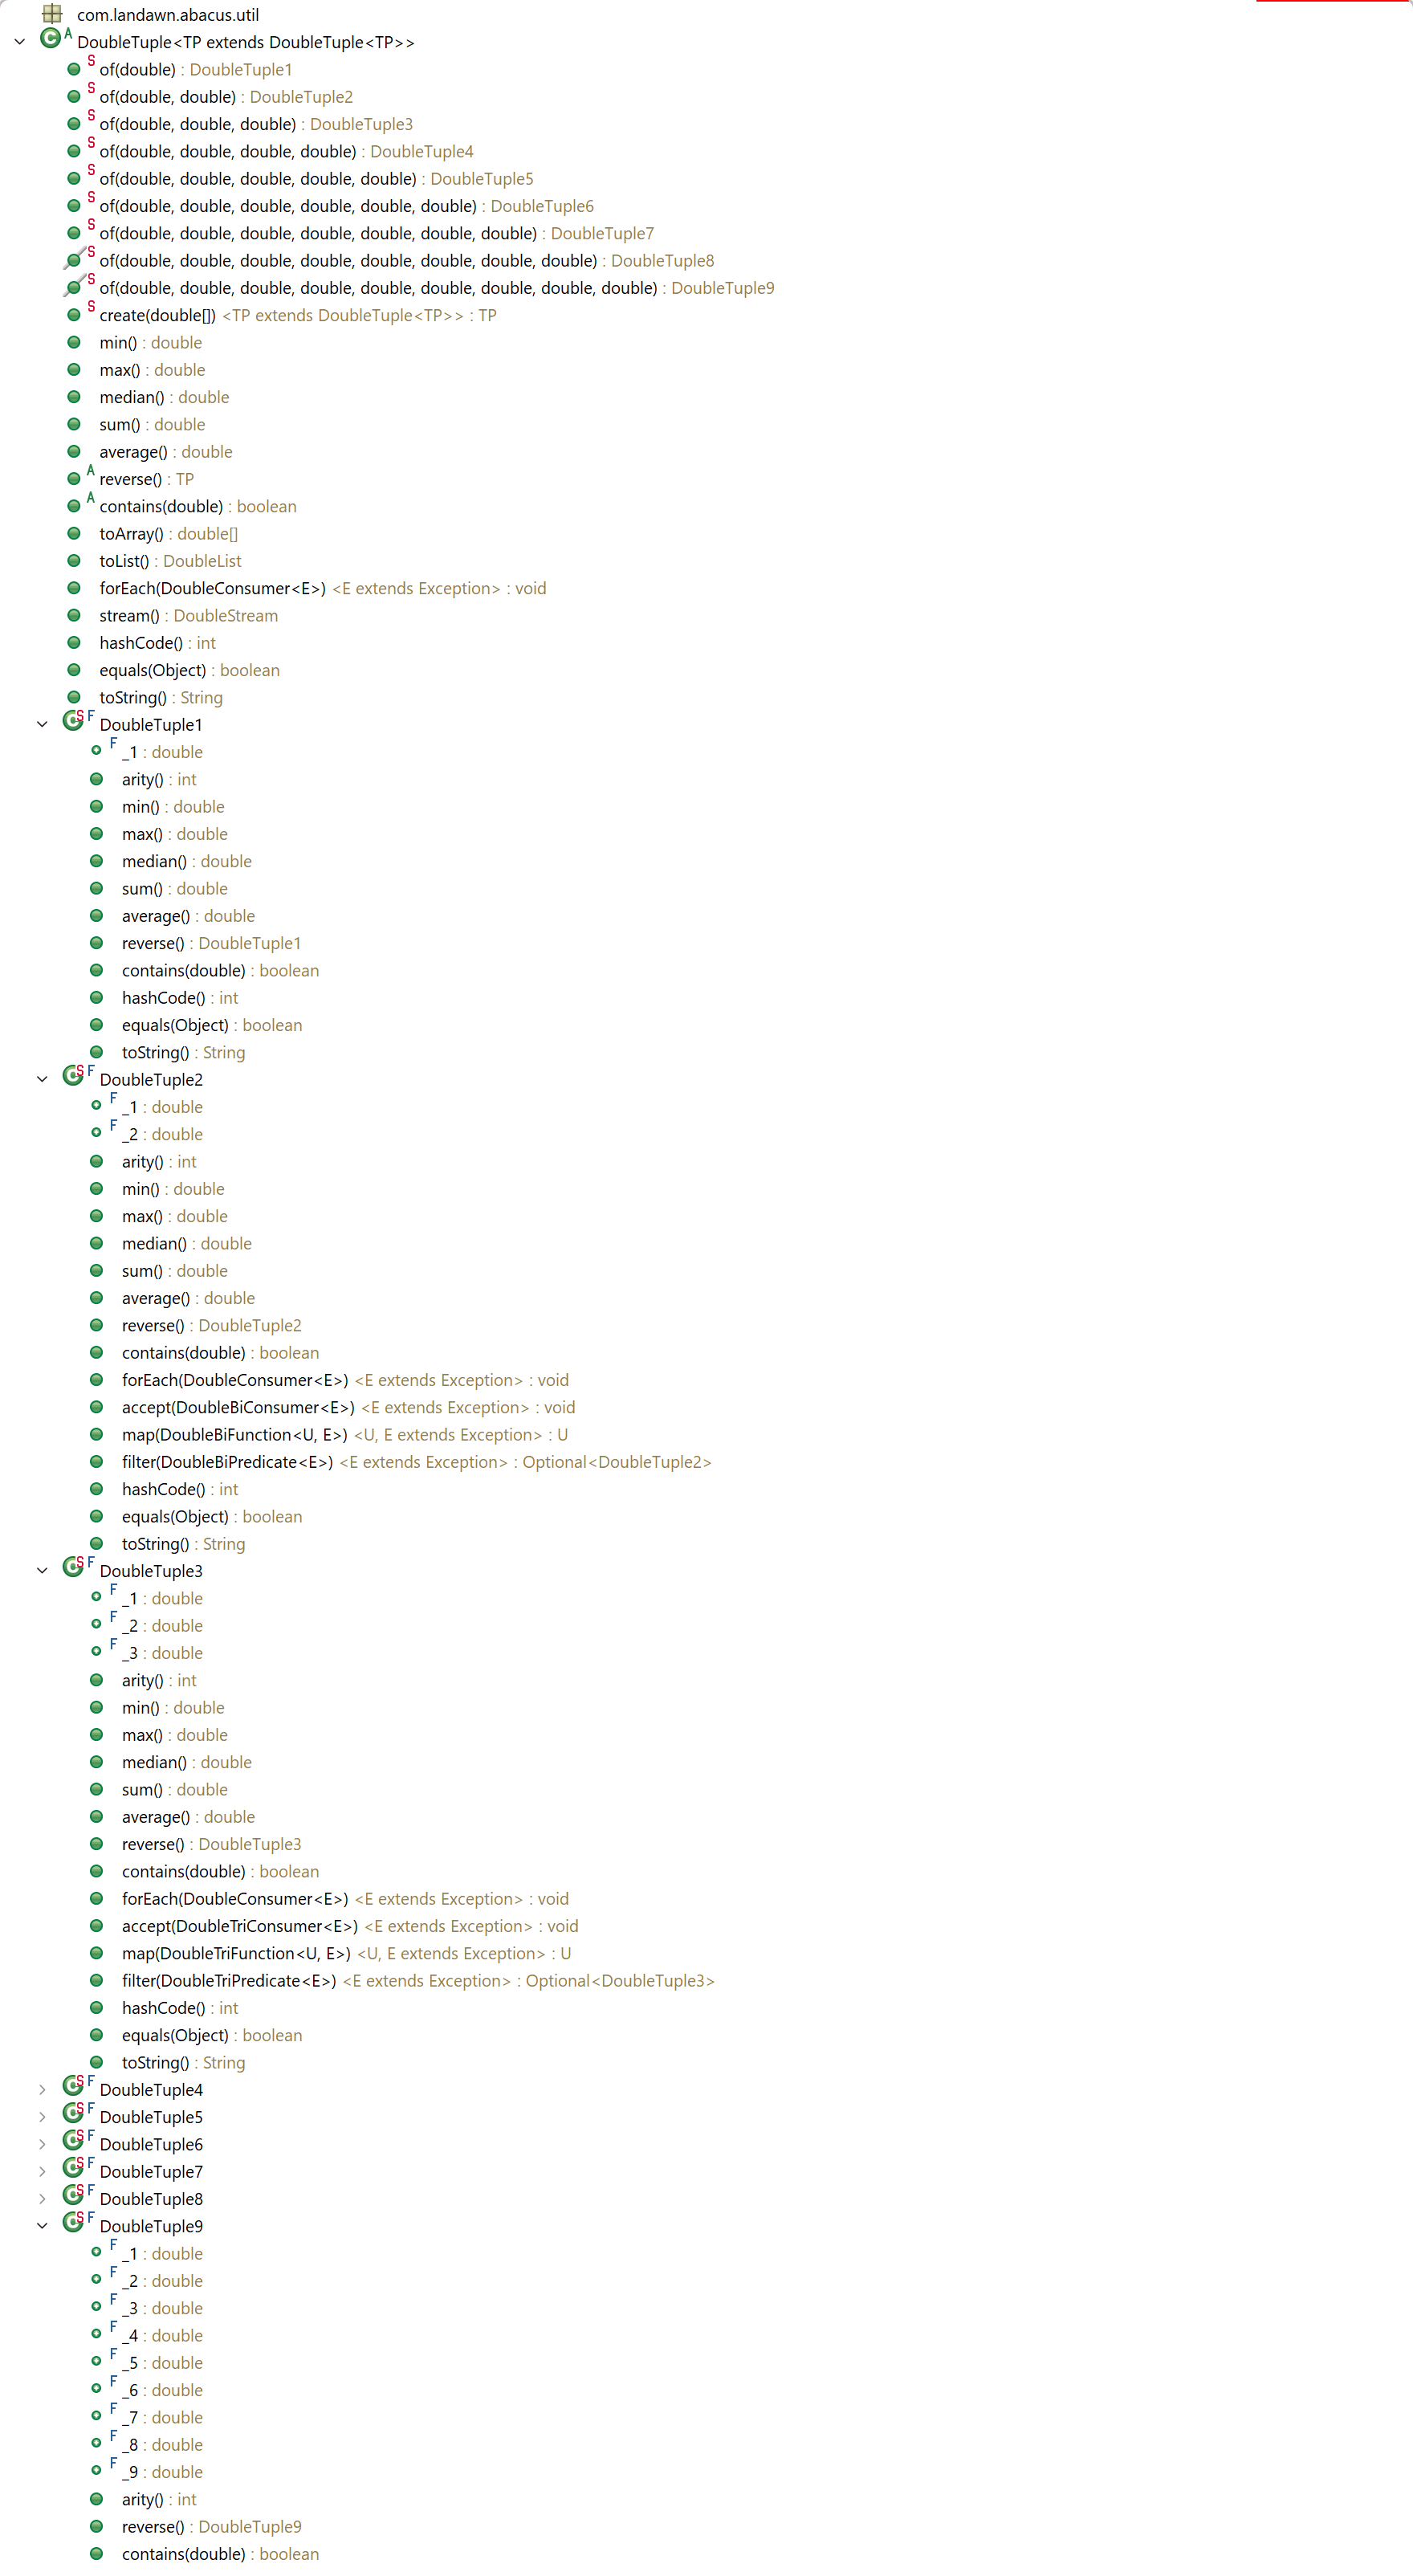 com.landawn.abacus.util
DoubleTuple<TP extends DoubleTuple<TP>>
of(double) : DoubleTuple1
of(double, double) : DoubleTuple2
of(double, double, double) : DoubleTuple3
of(double, double, double, double) : DoubleTuple4
of(double, double, double, double, double) : DoubleTuple5
of(double, double, double, double, double, double) : DoubleTuple6
of(double, double, double, double, double, double, double) : DoubleTuple7
of(double, double, double, double, double, double, double, double) : DoubleTuple8
of(double, double, double, double, double, double, double, double, double) : DoubleTuple9
create(double[]) <TP extends DoubleTuple<TP>> : TP
min() : double
max() : double
median() : double
sum() : double
average() : double
reverse() : TP
contains(double) : boolean
toArray() : double[]
toList() : DoubleList
forEach(DoubleConsumer<E>) <E extends Exception> : void
stream() : DoubleStream
hashCode() : int
equals(Object) : boolean
toString() : String
DoubleTuple1
_1 : double
arity() : int
min() : double
max() : double
median() : double
sum() : double
average() : double
reverse() : DoubleTuple1
contains(double) : boolean
hashCode() : int
equals(Object) : boolean
toString() : String
DoubleTuple2
_1 : double
_2 : double
arity() : int
min() : double
max() : double
median() : double
sum() : double
average() : double
reverse() : DoubleTuple2
contains(double) : boolean
forEach(DoubleConsumer<E>) <E extends Exception> : void
accept(DoubleBiConsumer<E>) <E extends Exception> : void
map(DoubleBiFunction<U, E>) <U, E extends Exception> : U
filter(DoubleBiPredicate<E>) <E extends Exception> : Optional<DoubleTuple2>
hashCode() : int
equals(Object) : boolean
toString() : String
DoubleTuple3
_1 : double
_2 : double
_3 : double
arity() : int
min() : double
max() : double
median() : double
sum() : double
average() : double
reverse() : DoubleTuple3
contains(double) : boolean
forEach(DoubleConsumer<E>) <E extends Exception> : void
accept(DoubleTriConsumer<E>) <E extends Exception> : void
map(DoubleTriFunction<U, E>) <U, E extends Exception> : U
filter(DoubleTriPredicate<E>) <E extends Exception> : Optional<DoubleTuple3>
hashCode() : int
equals(Object) : boolean
toString() : String
DoubleTuple4
DoubleTuple5
DoubleTuple6
DoubleTuple7
DoubleTuple8
DoubleTuple9
_1 : double
_2 : double
_3 : double
_4 : double
_5 : double
_6 : double
_7 : double
_8 : double
_9 : double
arity() : int
reverse() : DoubleTuple9
contains(double) : boolean